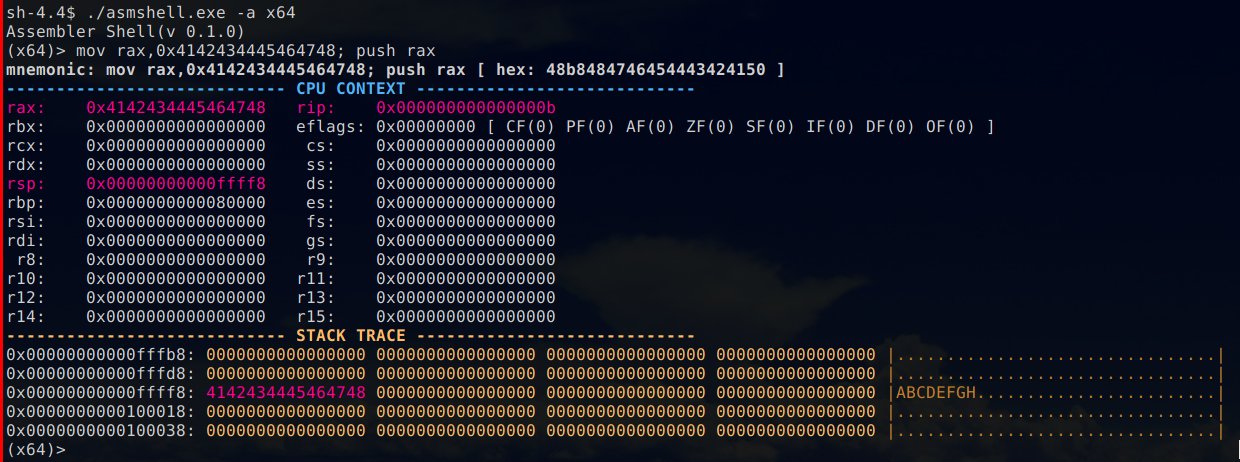 sh-4.4$ ./asmshell.exe -a x64
Assembler Shell(v 0.1.0)
(x64)> mov rax,0x4142434445464748; push rax
mnemonic: mov rax,0x4142434445464748; push rax [ hex: 48b8484746454443424150 ]
---------------------------- CPU CONTEXT ----------------------------
rax:    0x4142434445464748   rip:    0x000000000000000b
rbx:    0x0000000000000000   eflags: 0x00000000 [ CF(0) PF(0) AF(0) ZF(0) SF(0) IF(0) DF(0) OF(0) ]
rcx:    0x0000000000000000    cs:    0x0000000000000000
rdx:    0x0000000000000000    ss:    0x0000000000000000
rsp:    0x00000000000ffff8    ds:    0x0000000000000000
rbp:    0x0000000000080000    es:    0x0000000000000000
rsi:    0x0000000000000000    fs:    0x0000000000000000
rdi:    0x0000000000000000    gs:    0x0000000000000000
 r8:    0x0000000000000000    r9:    0x0000000000000000
r10:    0x0000000000000000   r11:    0x0000000000000000
r12:    0x0000000000000000   r13:    0x0000000000000000
r14:    0x0000000000000000   r15:    0x0000000000000000
---------------------------- STACK TRACE ----------------------------
0x00000000000fffb8: 0000000000000000 0000000000000000 0000000000000000 0000000000000000 |................................|
0x00000000000fffd8: 0000000000000000 0000000000000000 0000000000000000 0000000000000000 |................................|
0x00000000000ffff8: 4142434445464748 0000000000000000 0000000000000000 0000000000000000 |ABCDEFGH........................|
0x0000000000100018: 0000000000000000 0000000000000000 0000000000000000 0000000000000000 |................................|
0x0000000000100038: 0000000000000000 0000000000000000 0000000000000000 0000000000000000 |................................|
(x64)>